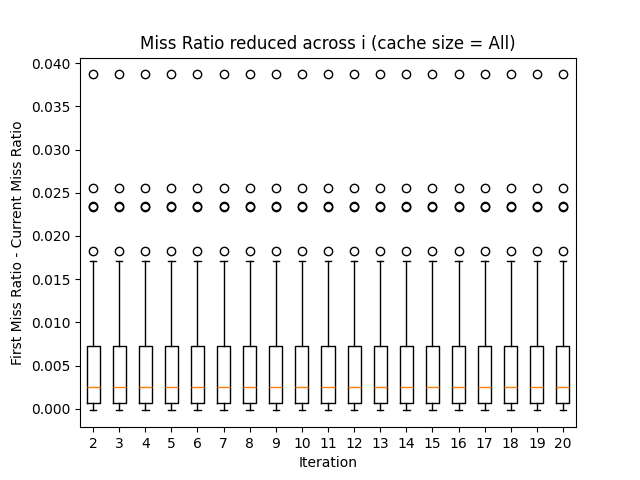 Miss Ratio reduced across i (cache size = All)
First Miss Ratio - Current Miss Ratio
0.040
0.035
0.030
0.025
0.020
0.015
0.010
0.005
0.000
2 3 4 5 6 7 8 9 10 11 12 13 14 15 16 17 18 19 20
Iteration